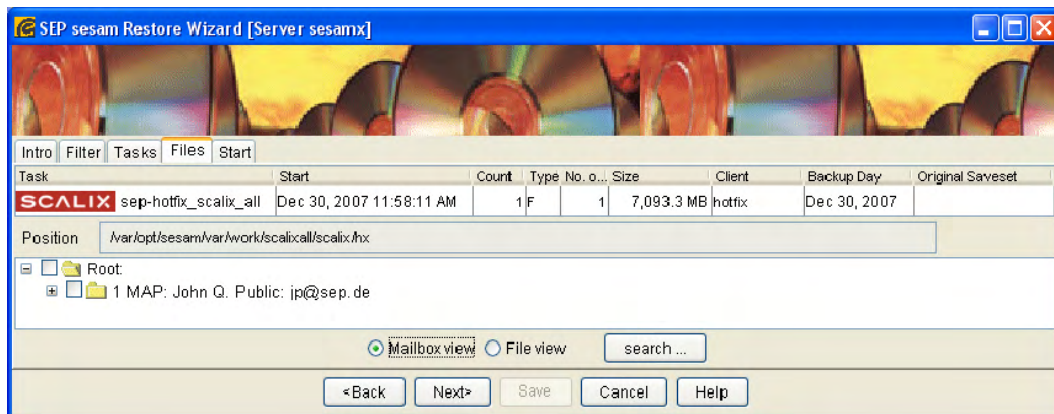 SEP sesam Restore Wizard [Server sesamx]
Intro Filter Tasks Files Start
Task Start Count Type No. o... Size Client Backup Day Original Saveset
SCALIX sep-hotfix_scalix_all Dec 30, 2007 11:58:11 AM 1 F 1 7,093.3 MB hotfix Dec 30, 2007
Position /var/opt/sesam/var/work/scalixall/scalix/hx
Root:
1 MAP: John Q. Public: jp@sep.de
Mailbox view File view search ...
<Back Next> Save Cancel Help